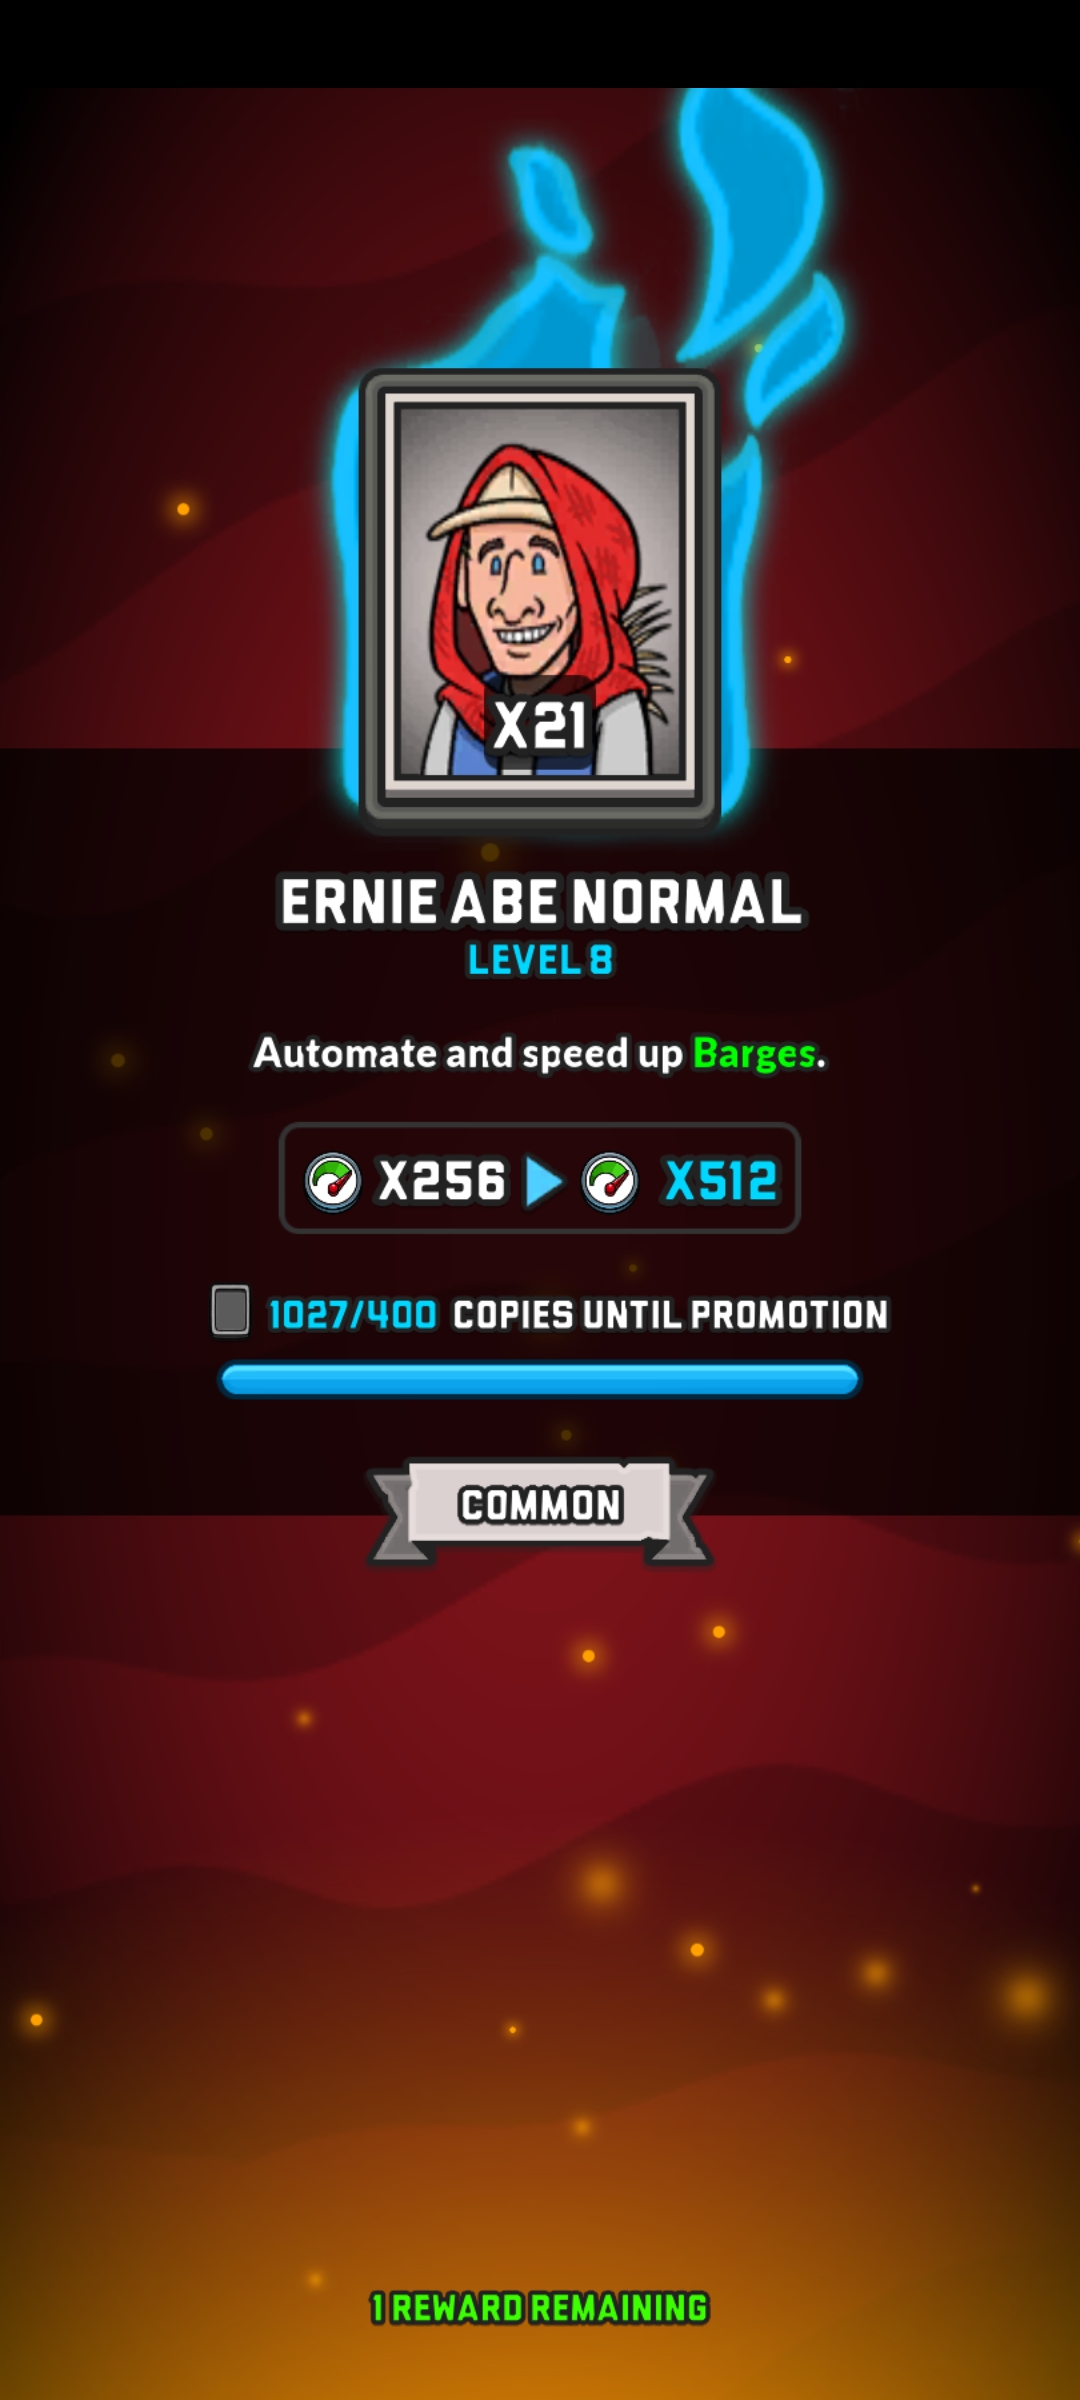 X21
ERNIE ABE NORMAL
LEVEL 8
Automate and speed up Barges.
X256 X512
1027/400 COPIES UNTIL PROMOTION
COMMON
1 REWARD REMAINING